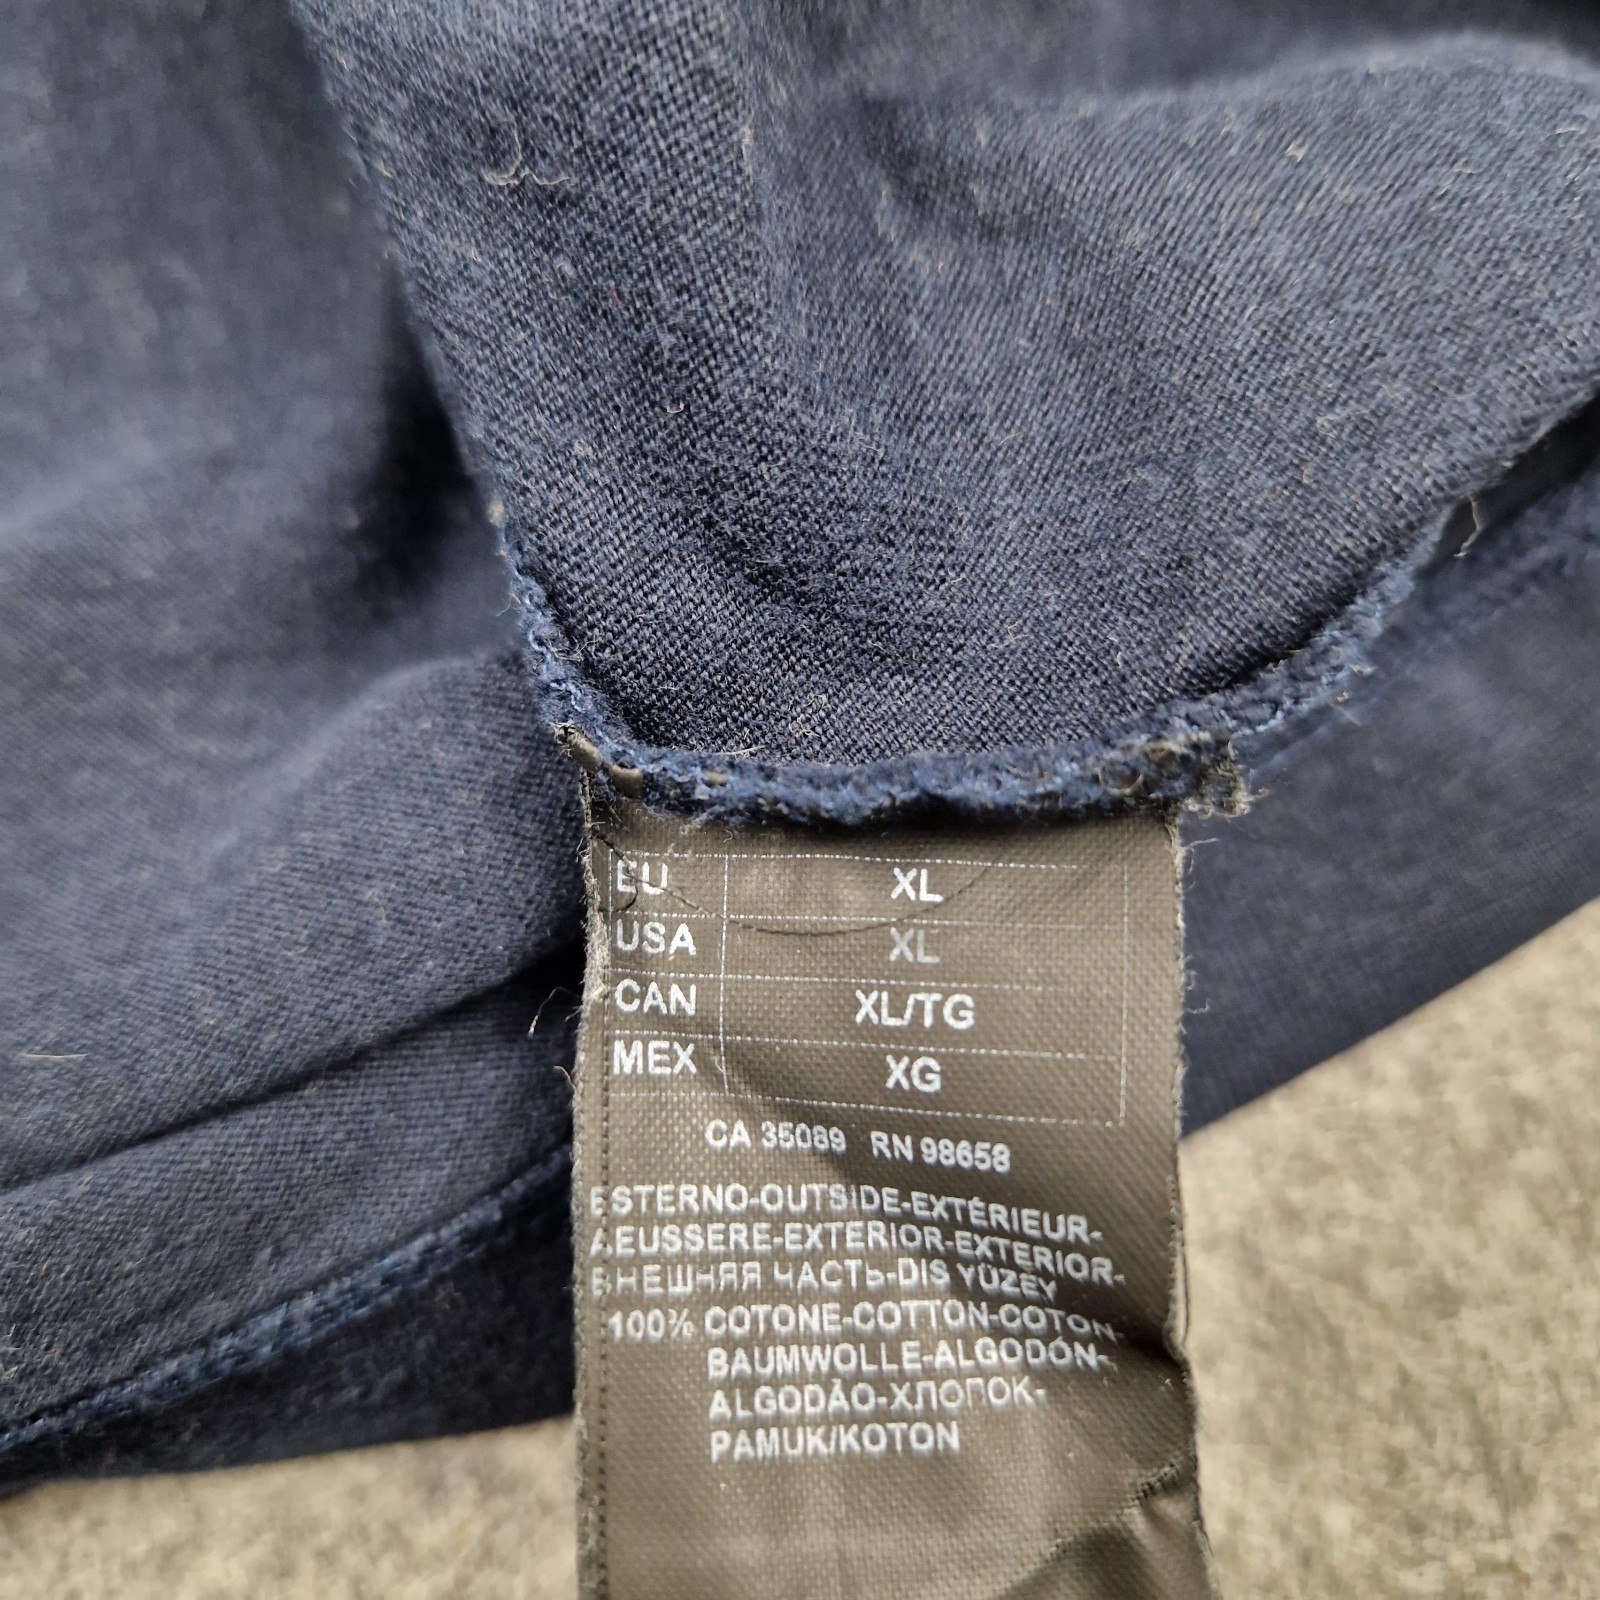 EU XL
USA XL
CAN XL/TG
MEX XG
CA 35089 RN 98658
ESTERNO-OUTSIDE-EXTÉRIEUR-
AEUSSERE-EXTERIOR-EXTERIOR-
ВНЕШНЯЯ ЧАСТЬ-DIS YÜZEY
100% COTONE-COTTON-COTON-
BAUMWOLLE-ALGODÓN-
ALGODÃO-ХЛОПОК-
PAMUK/KOTON